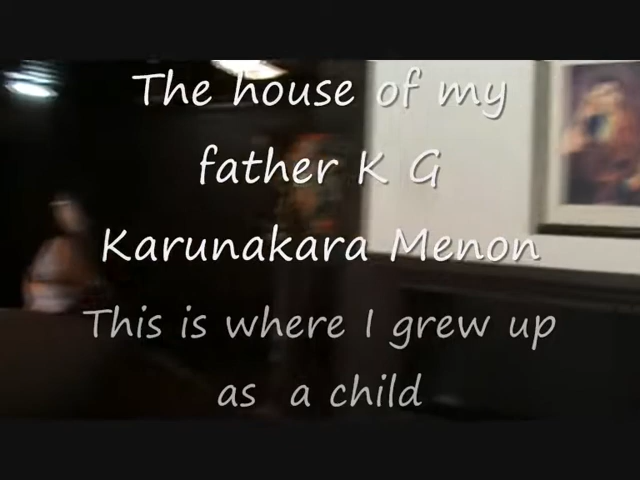 The house of my
father K G
Karunakara Menon
This is where I grew up
as a child